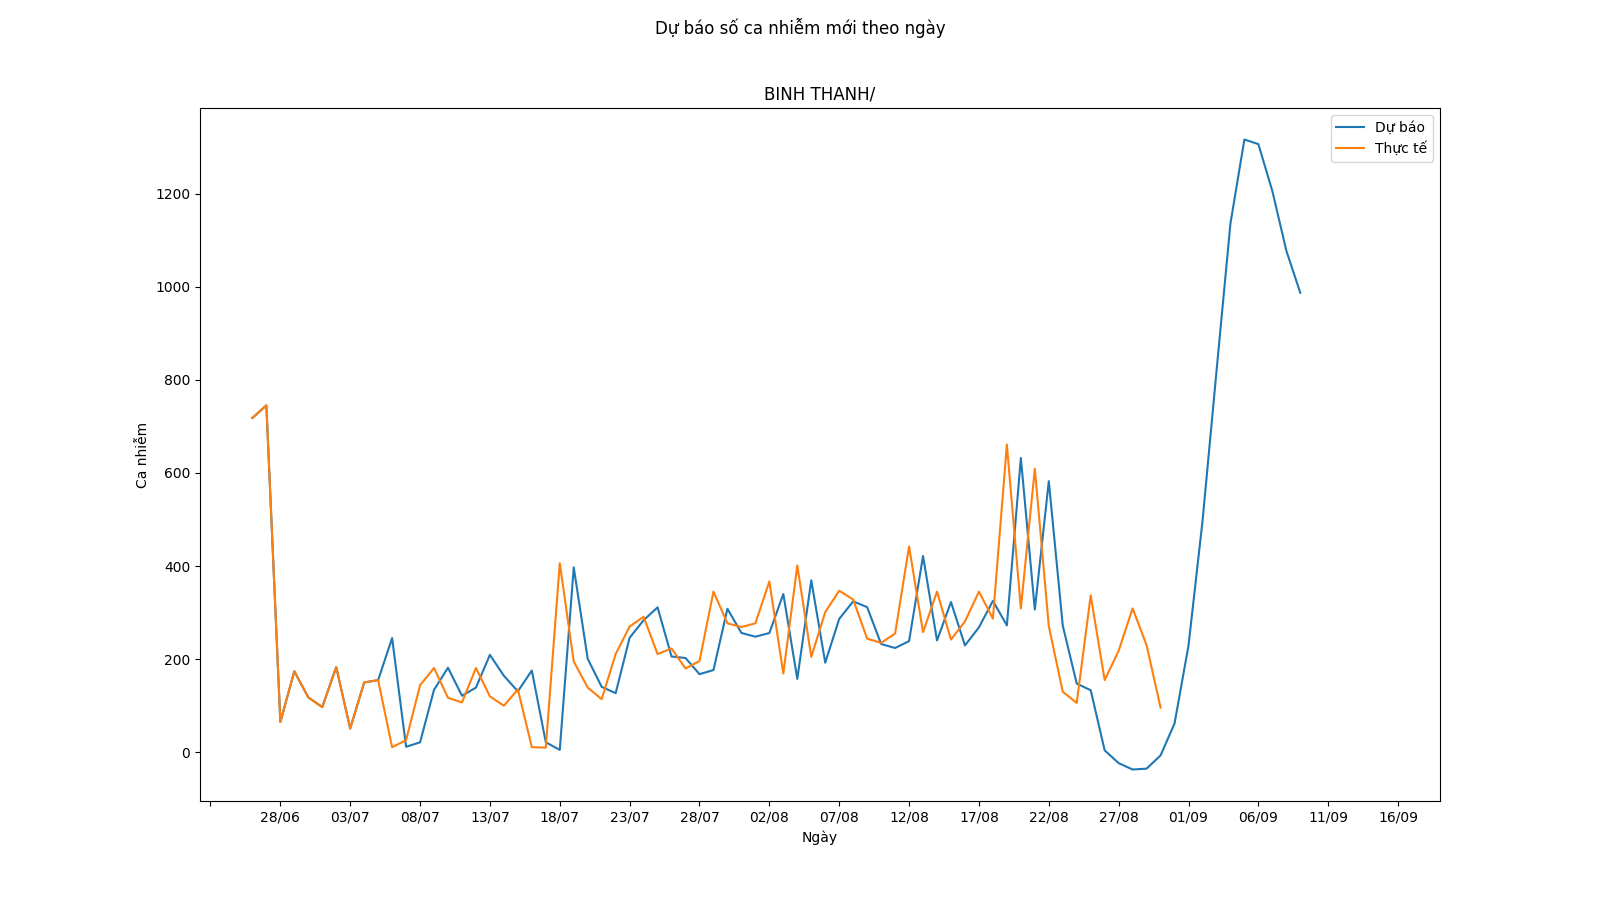 Dự báo số ca nhiễm mới theo ngày
BINH THANH/
Dự báo
Thực tế
1200
1000
800
600
400
200
0
Ca nhiễm
28/06 03/07 08/07 13/07 18/07 23/07 28/07 02/08 07/08 12/08 17/08 22/08 27/08 01/09 06/09 11/09 16/09
Ngày